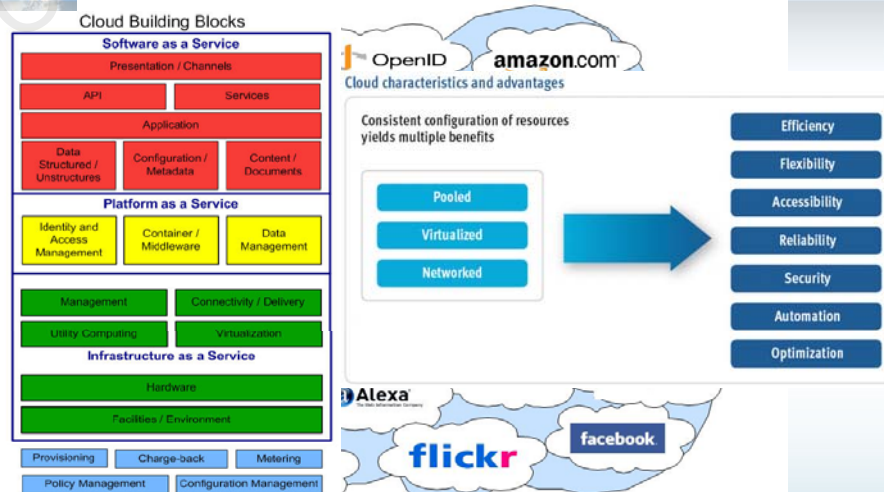 Cloud Building Blocks
Software as a Service
Presentation / Channels
API
Services
Application
Data
Structured /
Unstructures
Configuration /
Metadata
Content /
Documents
Platform as a Service
Identity and
Access
Management
Container /
Middleware
Data
Management
Management
Connectivity / Delivery
Utility Computing
Virtualization
Infrastructure as a Service
Hardware
Facilities / Environment
Provisioning
Charge-back
Metering
Policy Management
Configuration Management
OpenID
amazon.com
Cloud characteristics and advantages
Consistent configuration of resources
yields multiple benefits
Pooled
Virtualized
Networked
Efficiency
Flexibility
Accessibility
Reliability
Security
Automation
Optimization
Alexa
The Web Information Company
flickr
facebook